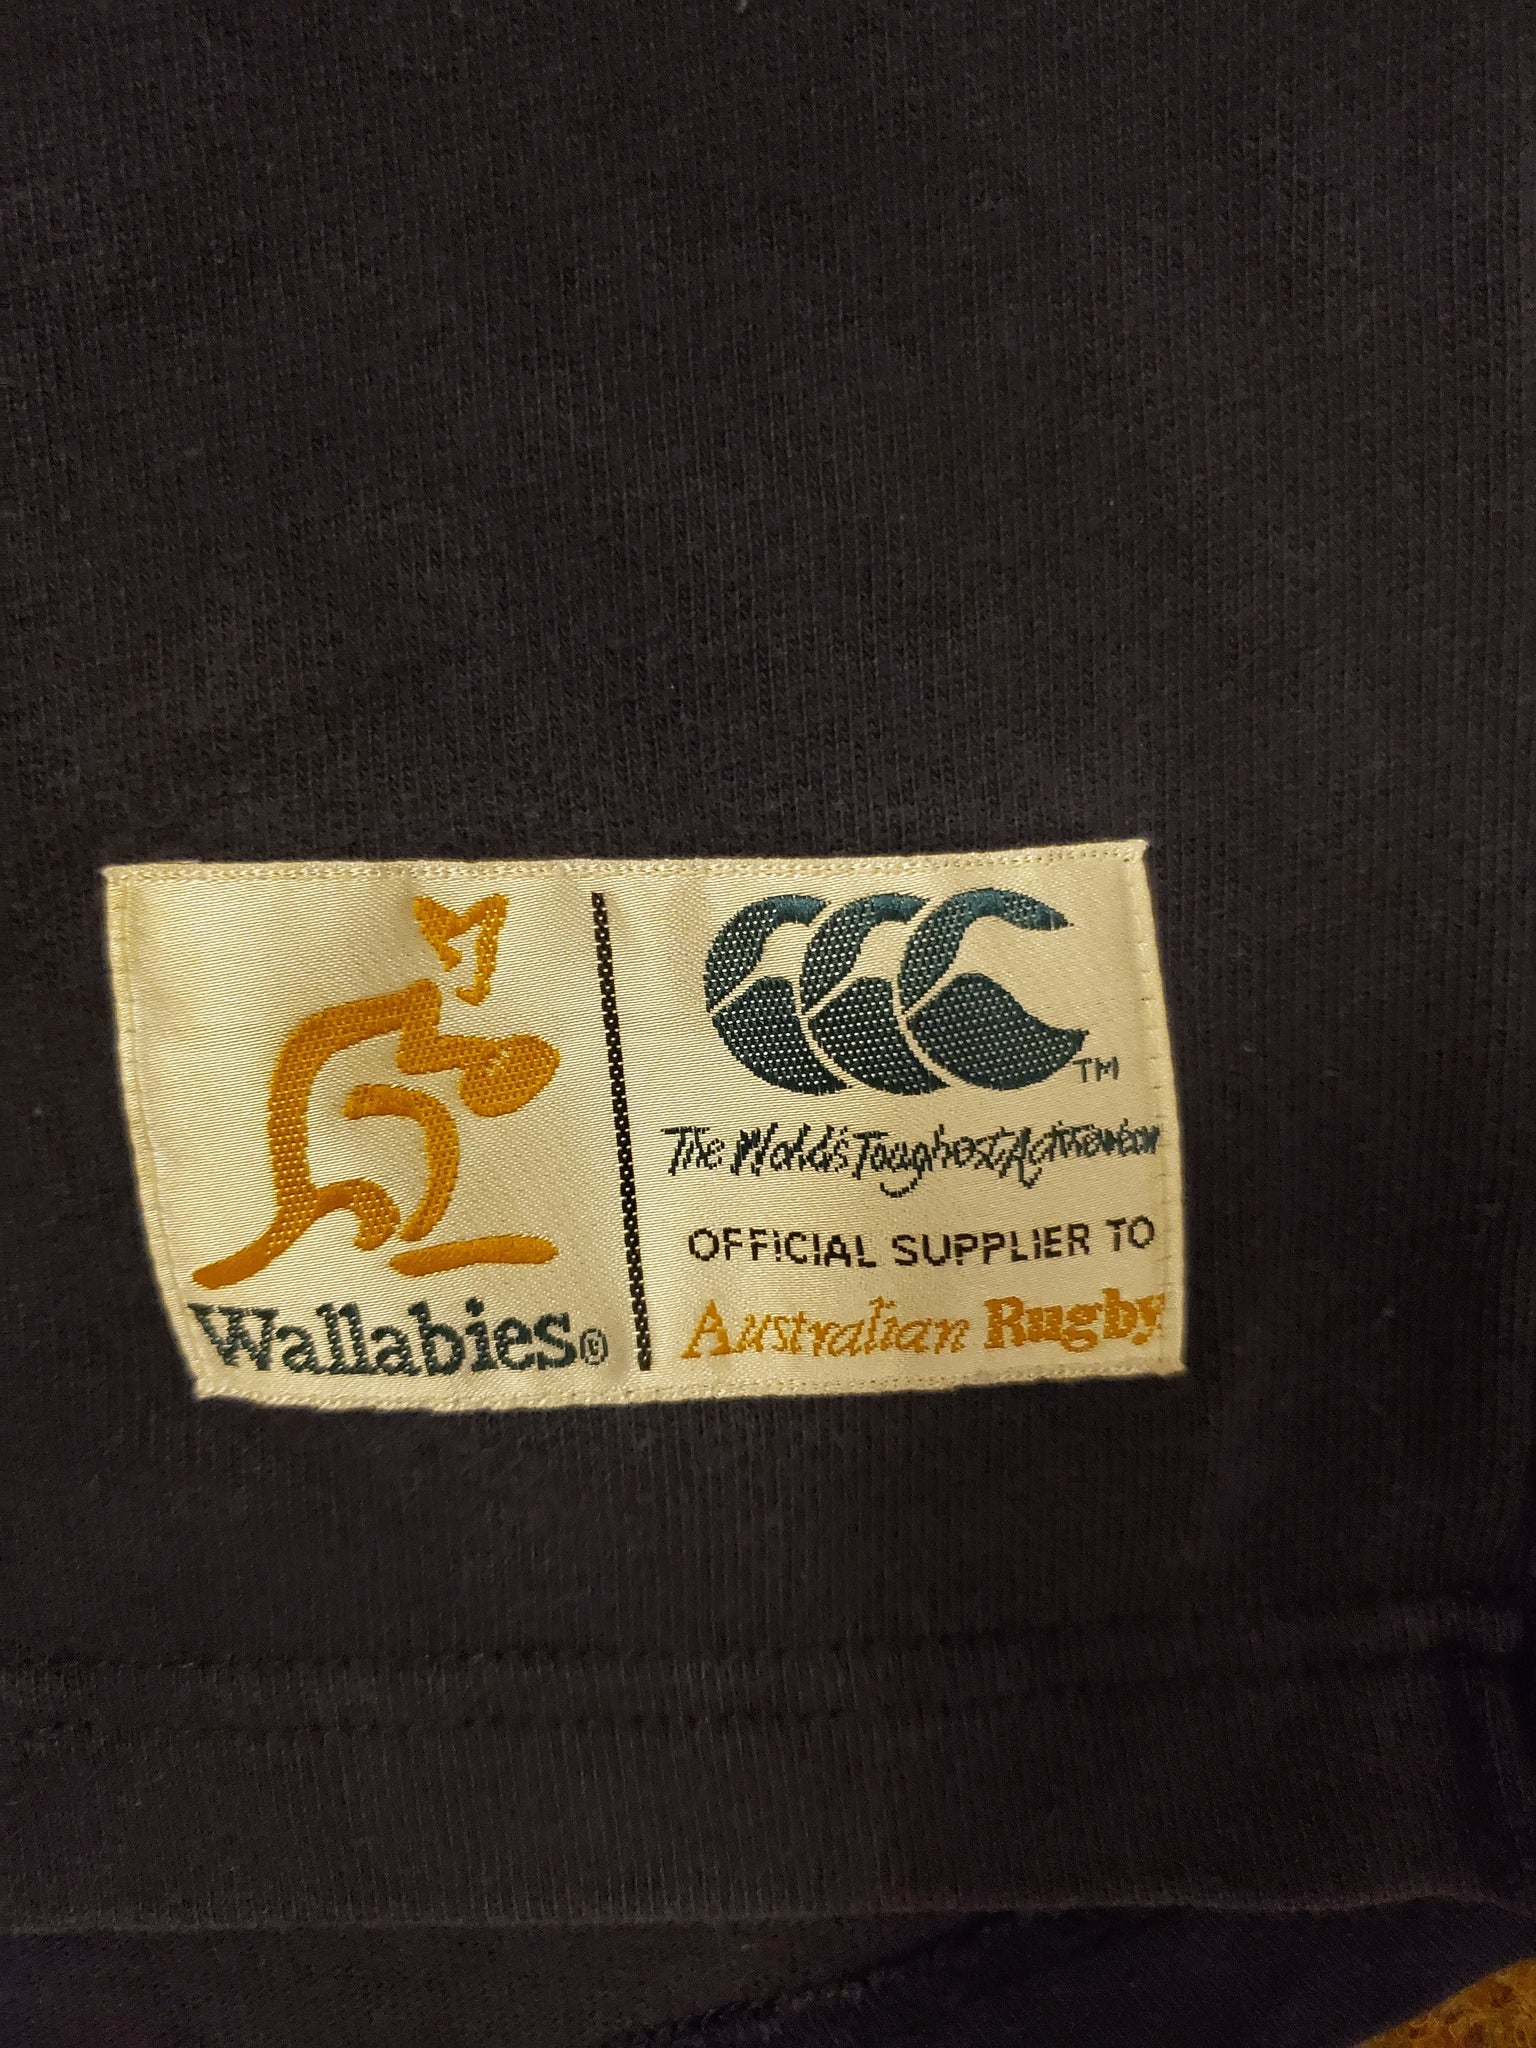 Wallabies®
TM
The World's Toughest Activewear
OFFICIAL SUPPLIER TO
Australian Rugby